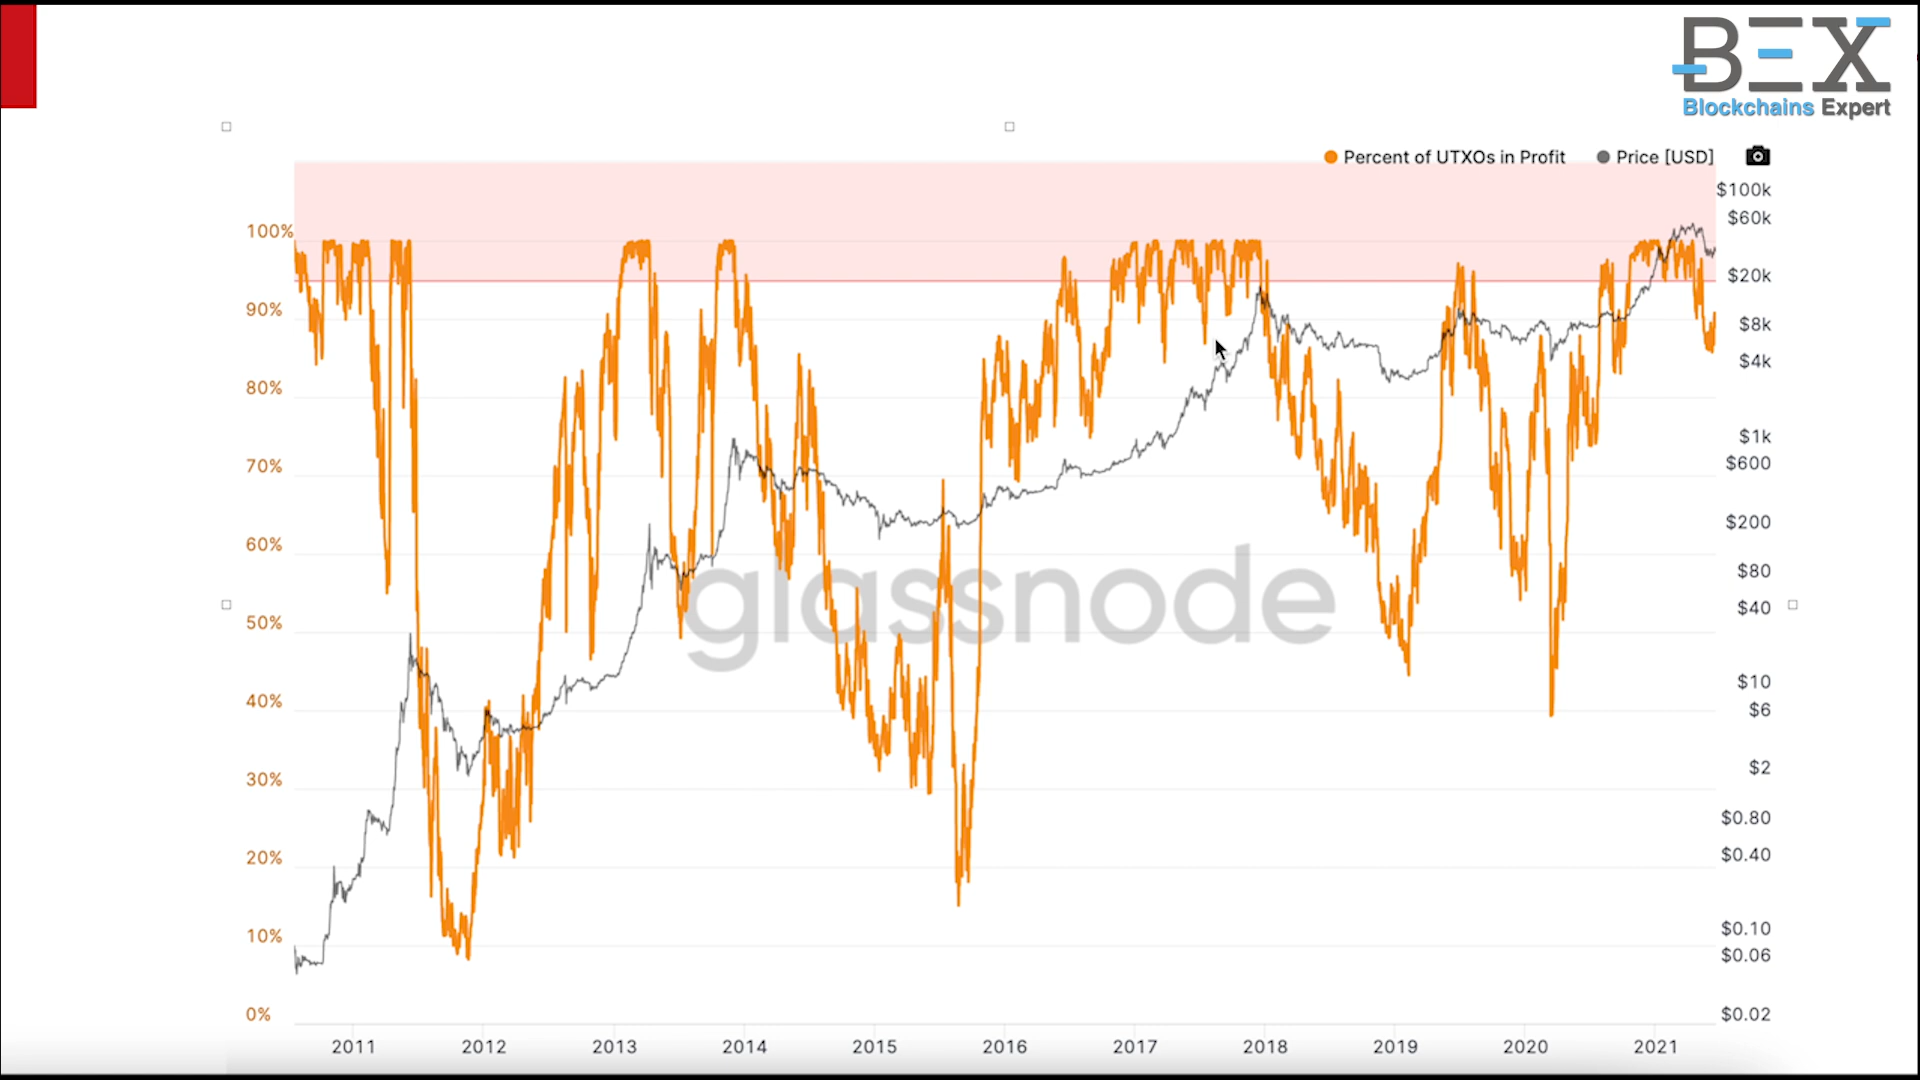 BEX
Blockchains Expert
Percent of UTXOs in Profit
Price [USD]
100%
90%
80%
70%
60%
50%
40%
30%
20%
10%
0%
$100k
$60k
$20k
$8k
$4k
$1k
$600
$200
$80
$40
$10
$6
$2
$0.80
$0.40
$0.10
$0.06
$0.02
glassnode
2011 2012 2013 2014 2015 2016 2017 2018 2019 2020 2021